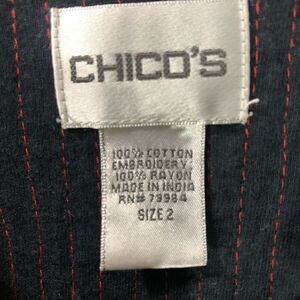 CHICO'S
100% COTTON
EMBROIDERY:
100% RAYON
MADE IN INDIA
RN# 79984
SIZE 2